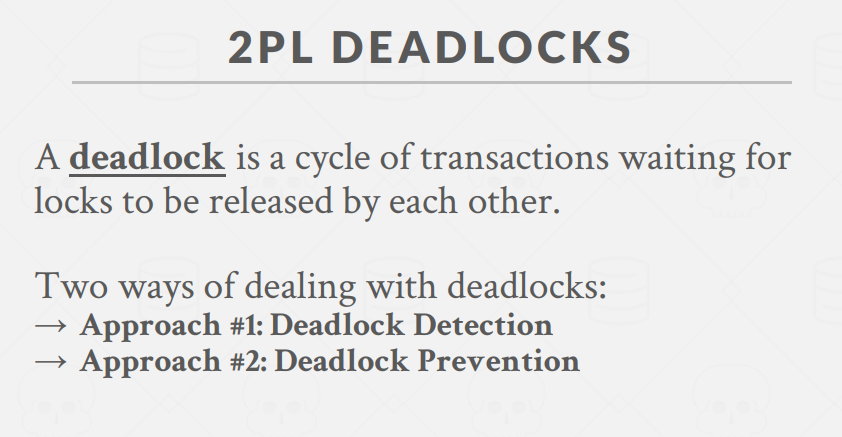 2PL DEADLOCKS
A deadlock is a cycle of transactions waiting for
locks to be released by each other.
Two ways of dealing with deadlocks:
→ Approach #1: Deadlock Detection
→ Approach #2: Deadlock Prevention